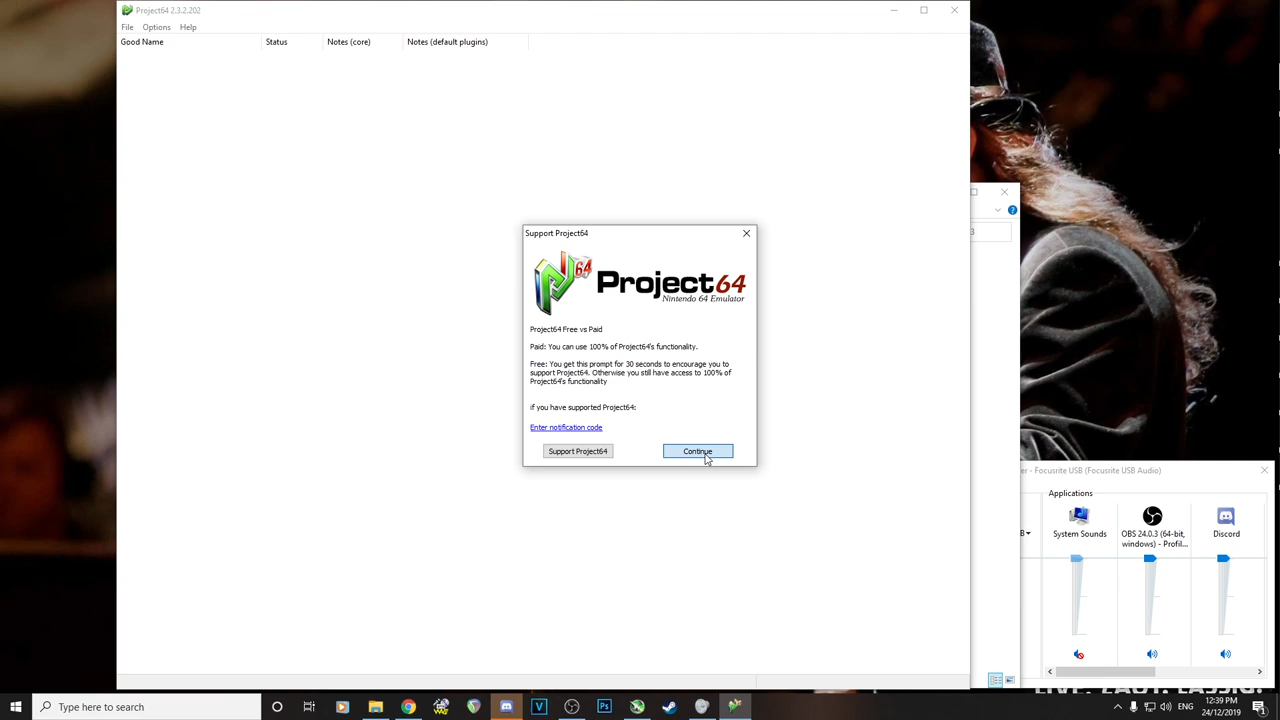 Project64 2.3.2.202
File Options Help
Good Name Status Notes (core) Notes (default plugins)
Support Project64
64
Project64
Nintendo 64 Emulator
Project64 Free vs Paid
Paid: You can use 100% of Project64's functionality.
Free: You get this prompt for 30 seconds to encourage you to
support Project64. Otherwise you still have access to 100% of
Project64's functionality
if you have supported Project64:
Enter notification code
Support Project64 Continue
3
er - Focusrite USB (Focusrite USB Audio)
Applications
B
System Sounds
OBS 24.0.3 (64-bit,
windows) - Profil...
Discord
Type here to search
ENG
12:39 PM
24/12/2019
1